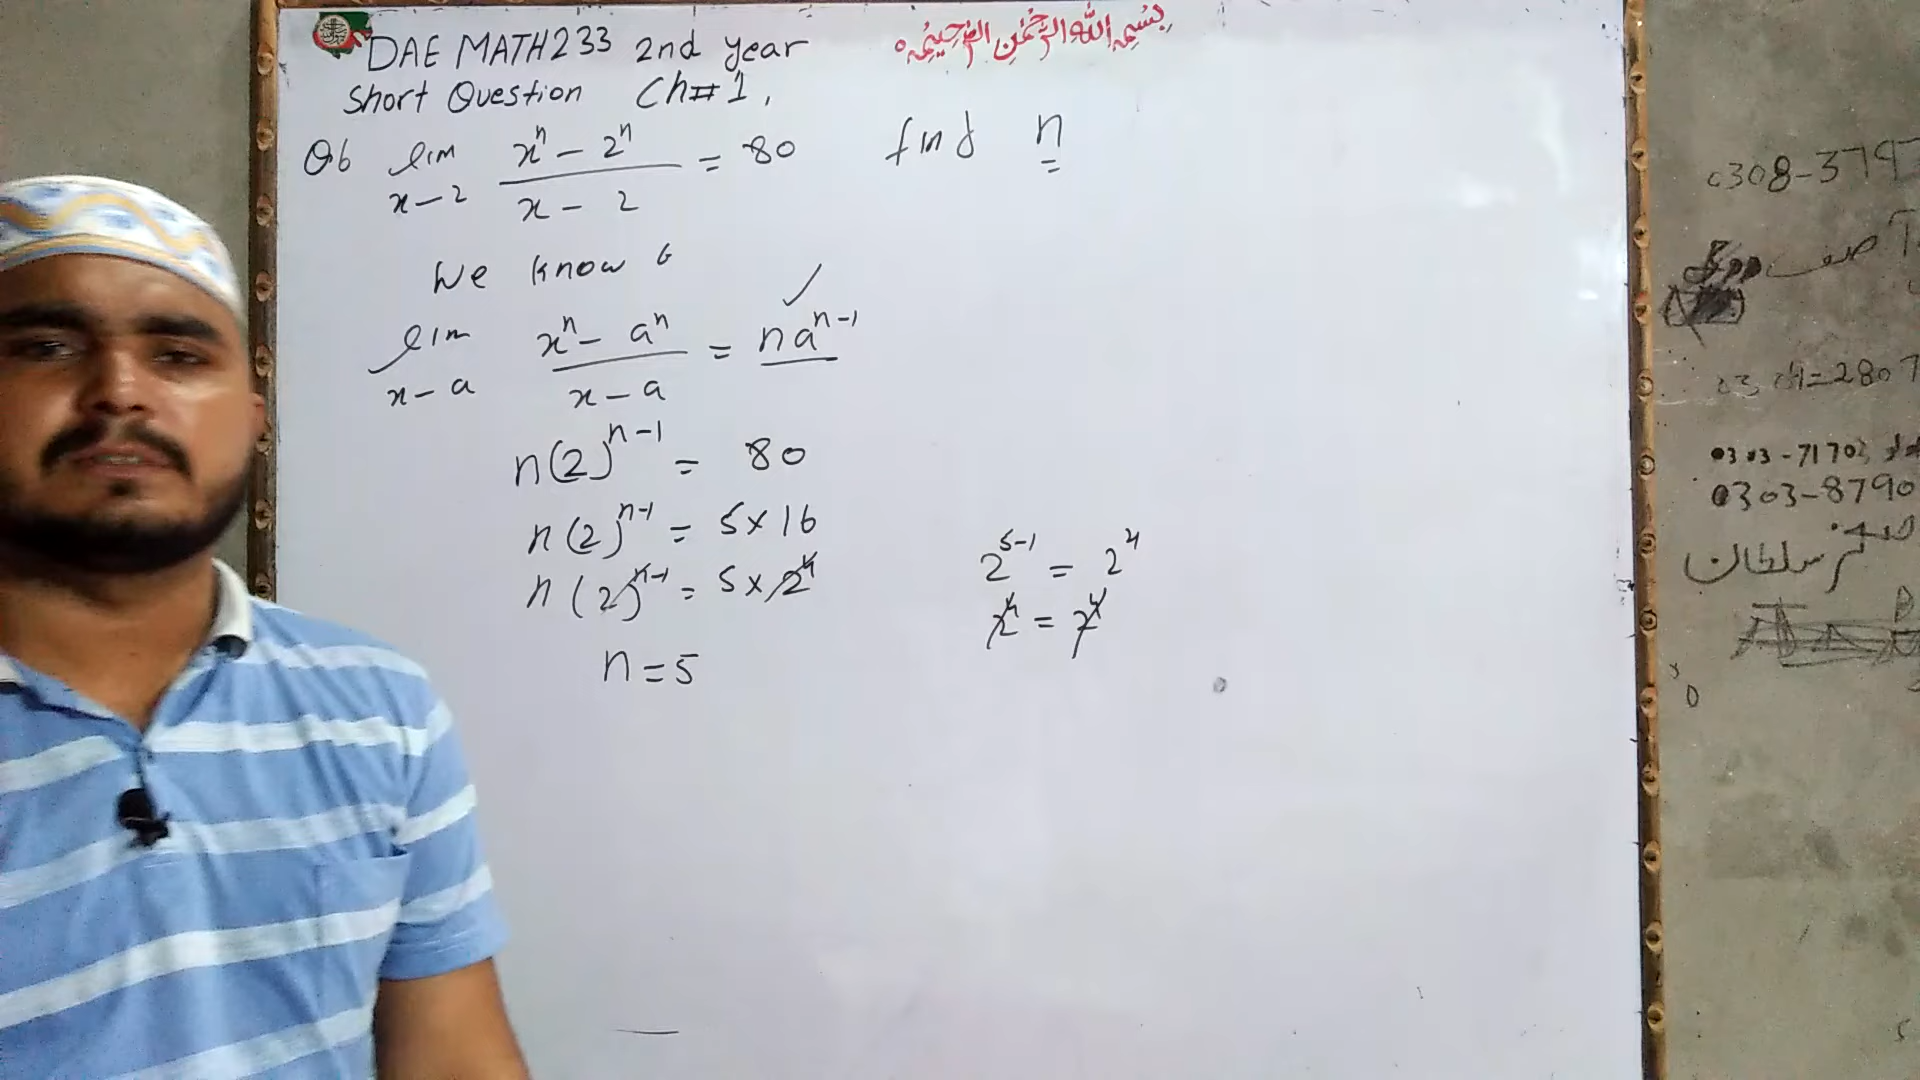 DAE MATH233 2nd year
بِسْمِ اللهِ الرَّحْمٰنِ الرَّحِيْمِ
Short Question Ch#1,
Q6 lim x-2 x^n - 2^n / x - 2 = 80 find n
We know
lim x-a x^n - a^n / x - a = na^n-1
n(2)^n-1 = 80
n(2)^n-1 = 5×16
n(2)^n-1 = 5×2^4
n=5
2^5-1 = 2^4
2^4 = 2^4
0308-3797
0303-8790
سلطان